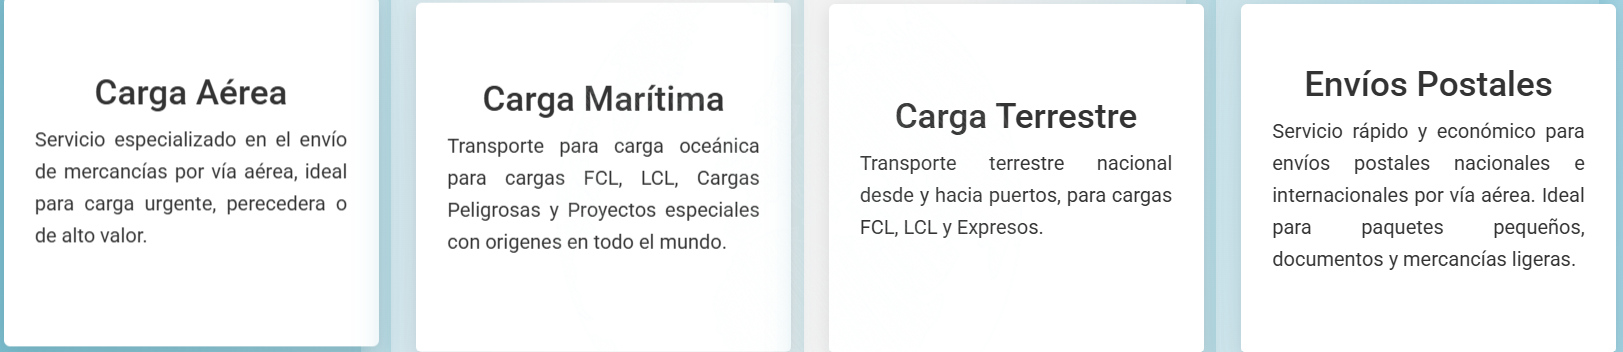 Carga Aérea
Servicio especializado en el envío
de mercancías por vía aérea, ideal
para carga urgente, perecedera o
de alto valor.
Carga Marítima
Transporte para carga oceánica
para cargas FCL, LCL, Cargas
Peligrosas y Proyectos especiales
con origenes en todo el mundo.
Carga Terrestre
Transporte terrestre nacional
desde y hacia puertos, para cargas
FCL, LCL y Expresos.
Envíos Postales
Servicio rápido y económico para
envíos postales nacionales e
internacionales por vía aérea. Ideal
para paquetes pequeños,
documentos y mercancías ligeras.